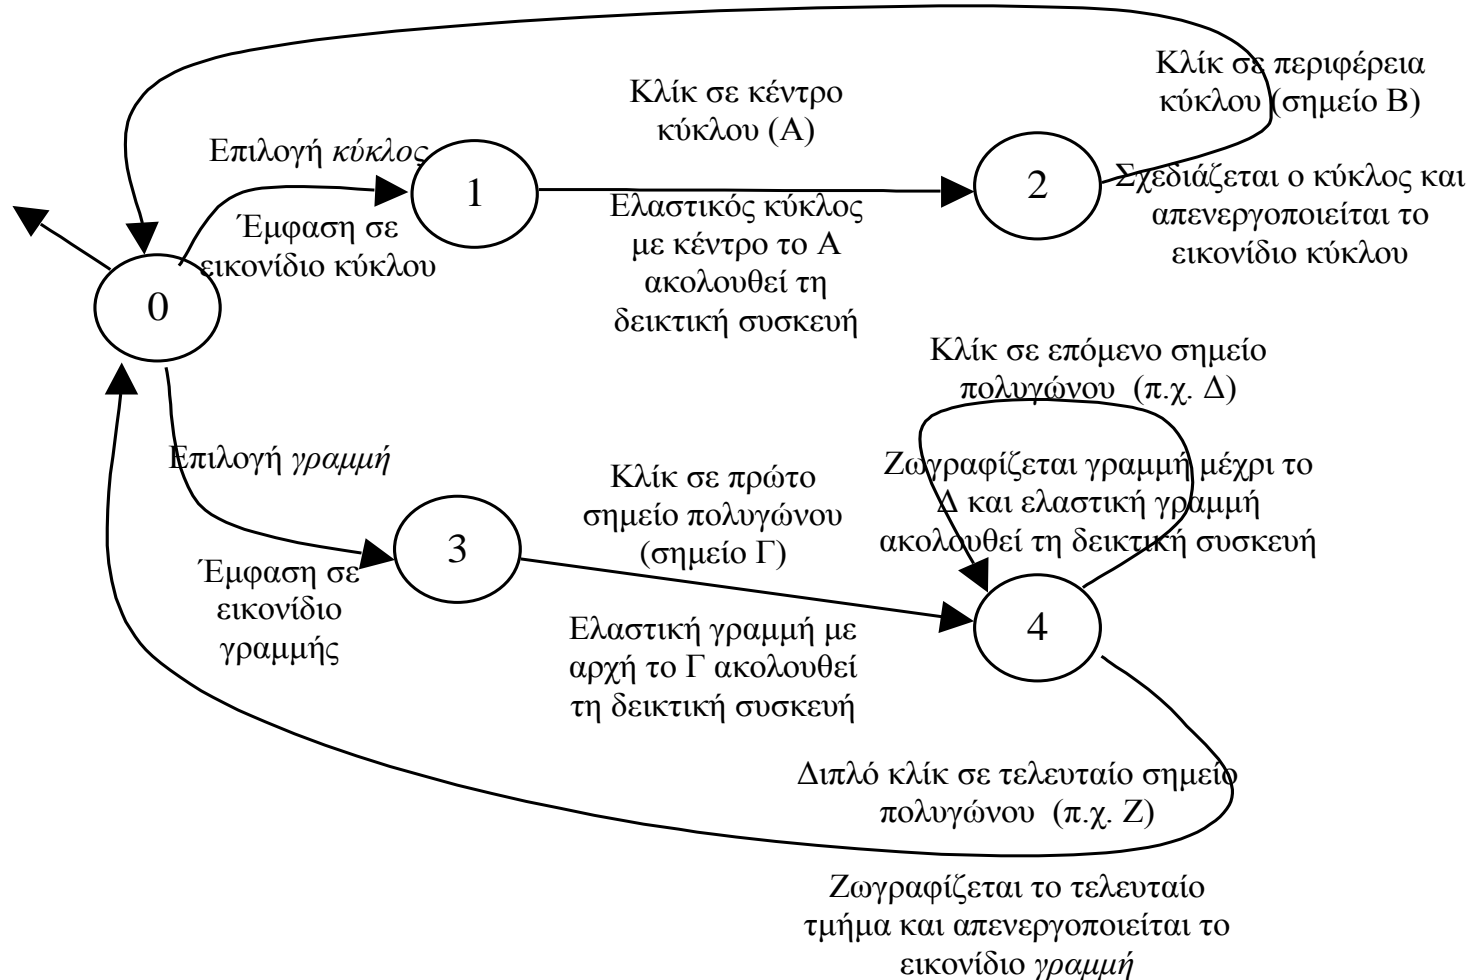 Κλίκ σε περιφέρεια
κύκλου (σημείο Β)
Κλίκ σε κέντρο
κύκλου (Α)
Επιλογή κύκλος
1
2
Σχεδιάζεται ο κύκλος και
απενεργοποιείται το
εικονίδιο κύκλου
Έμφαση σε
εικονίδιο κύκλου
Ελαστικός κύκλος
με κέντρο το Α
ακολουθεί τη
δεικτική συσκευή
0
Κλίκ σε επόμενο σημείο
πολυγώνου (π.χ. Δ)
Επιλογή γραμμή
Κλίκ σε πρώτο
σημείο πολυγώνου
(σημείο Γ)
Ζωγραφίζεται γραμμή μέχρι το
Δ και ελαστική γραμμή
ακολουθεί τη δεικτική συσκευή
3
Έμφαση σε
εικονίδιο
γραμμής
4
Ελαστική γραμμή με
αρχή το Γ ακολουθεί
τη δεικτική συσκευή
Διπλό κλίκ σε τελευταίο σημείο
πολυγώνου (π.χ. Ζ)
Ζωγραφίζεται το τελευταίο
τμήμα και απενεργοποιείται το
εικονίδιο γραμμή